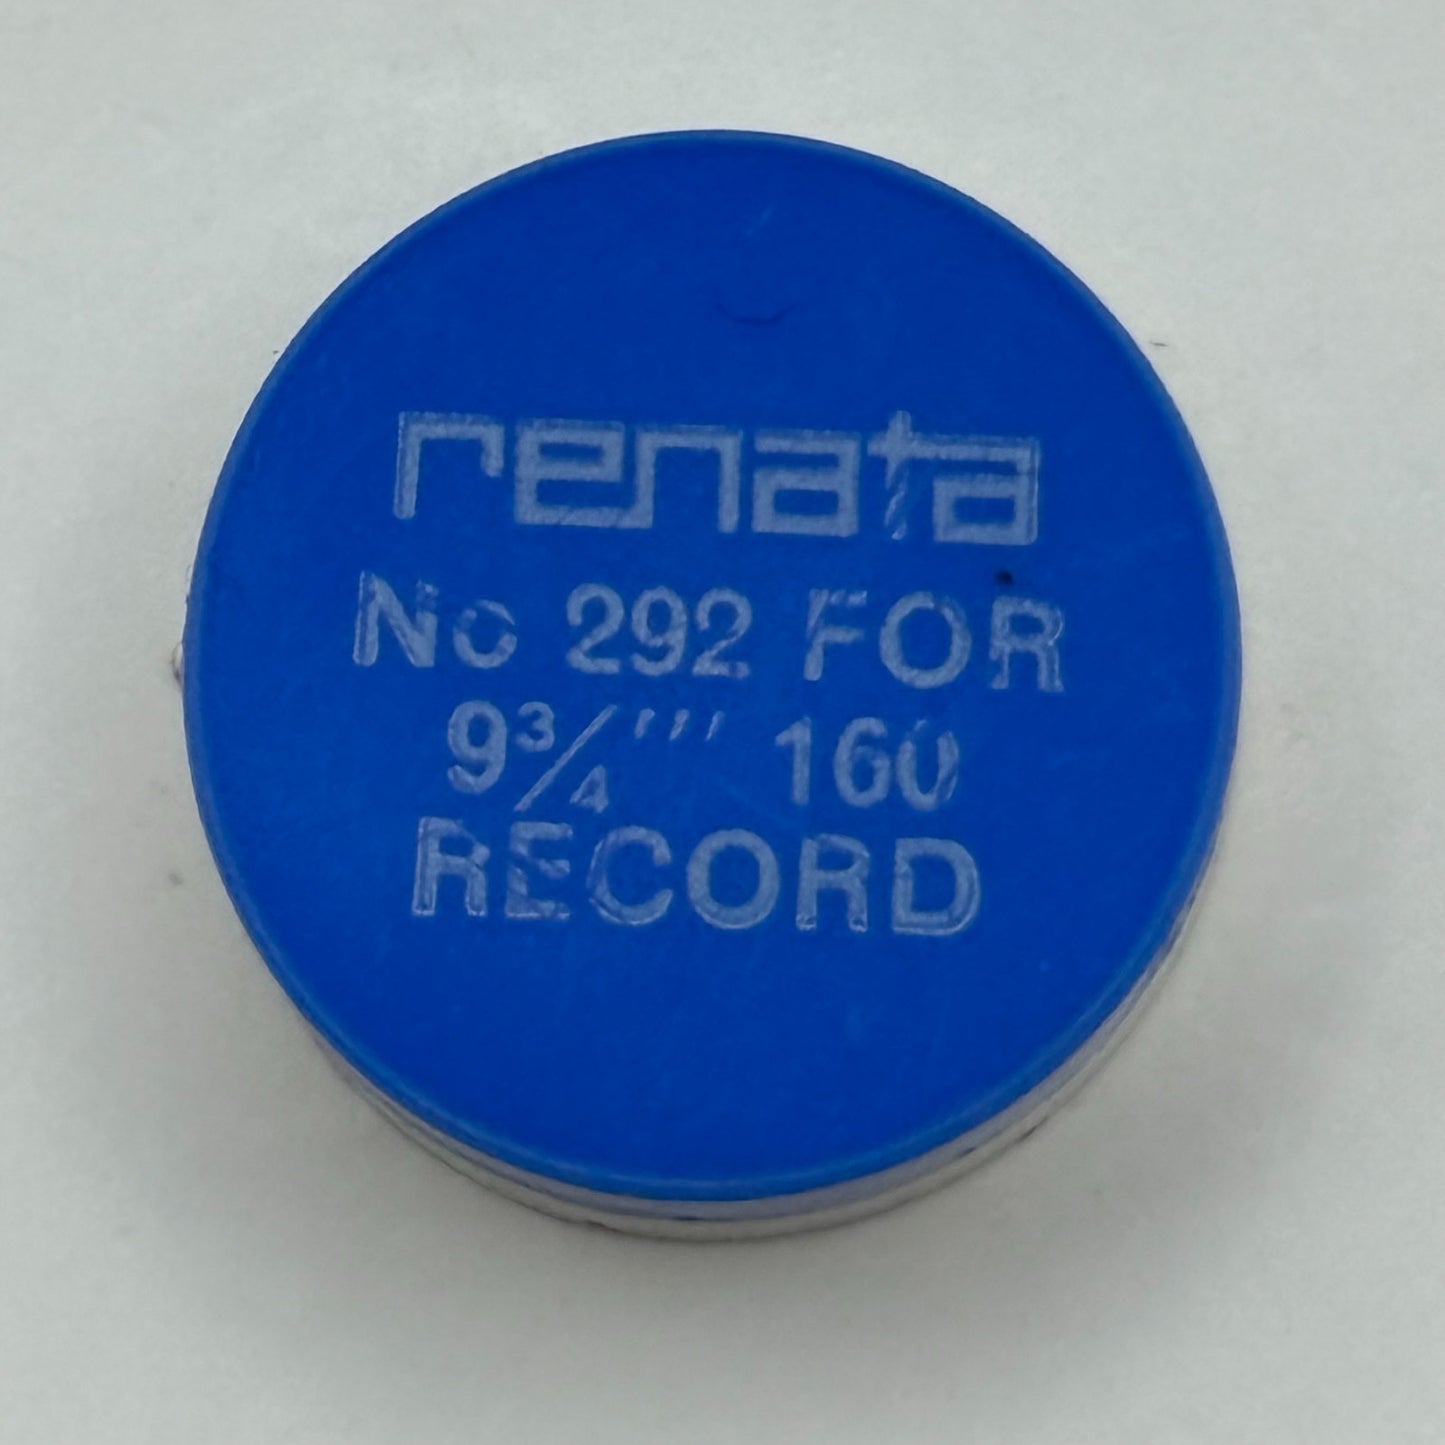 renata
No 292 FOR
9¾''' 160
RECORD